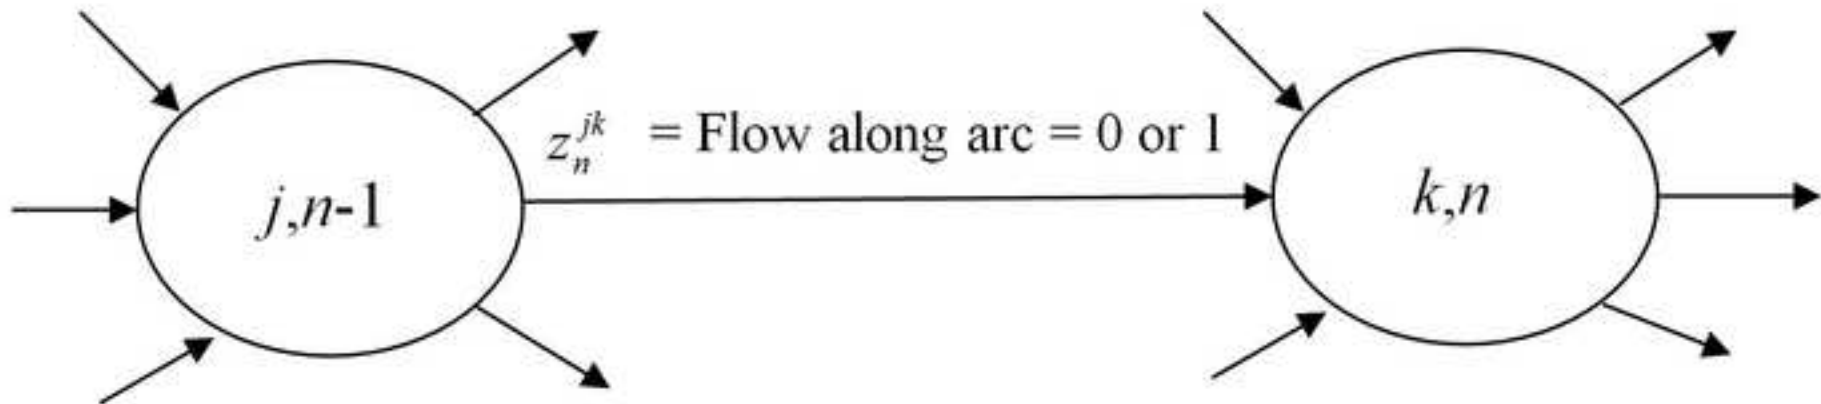 z_n^{jk} = Flow along arc = 0 or 1
j,n-1
k,n